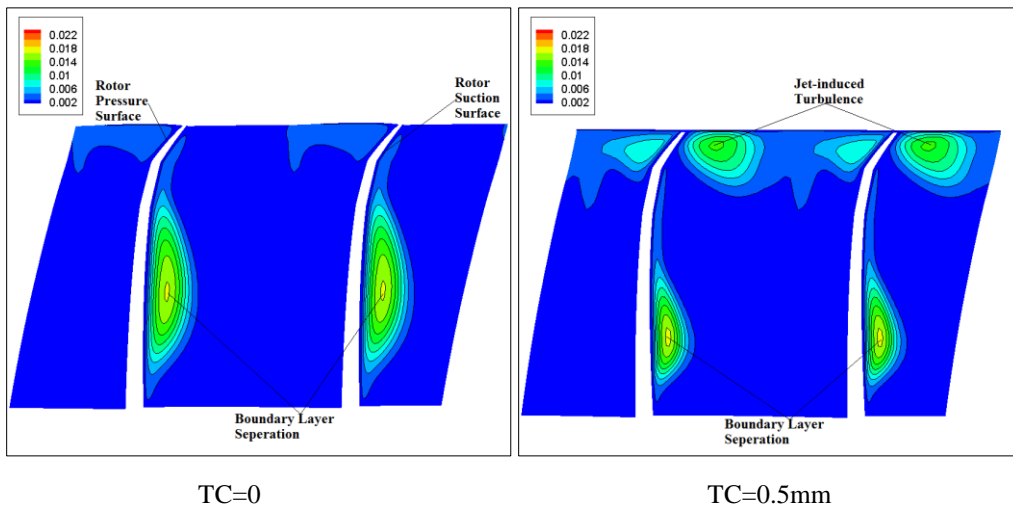 0.022
0.018
0.014
0.01
0.006
0.002
Rotor
Pressure
Surface
Rotor
Suction
Surface
Boundary Layer
Seperation
0.022
0.018
0.014
0.01
0.006
0.002
Jet-induced
Turbulence
Boundary Layer
Seperation
TC=0
TC=0.5mm